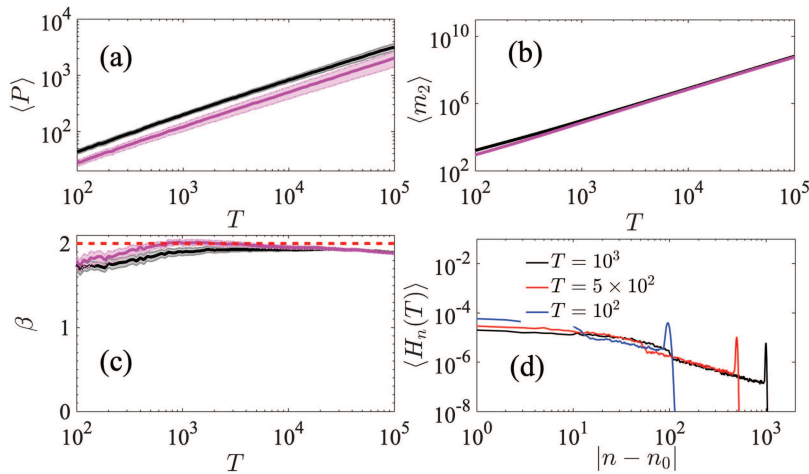 10^4
10^3
10^2
⟨P⟩
(a)
10^2 10^3 10^4 10^5
T
10^6
10^2
⟨m_2⟩
(b)
10^2 10^3 10^4 10^5
T
2
1
0
β
(c)
10^2 10^3 10^4 10^5
T
10^-2
10^-4
10^-6
10^-8
⟨H_n(T)⟩
T = 10^3
T = 5 × 10^2
T = 10^2
(d)
10^0 10^1 10^2 10^3
|n − n_0|